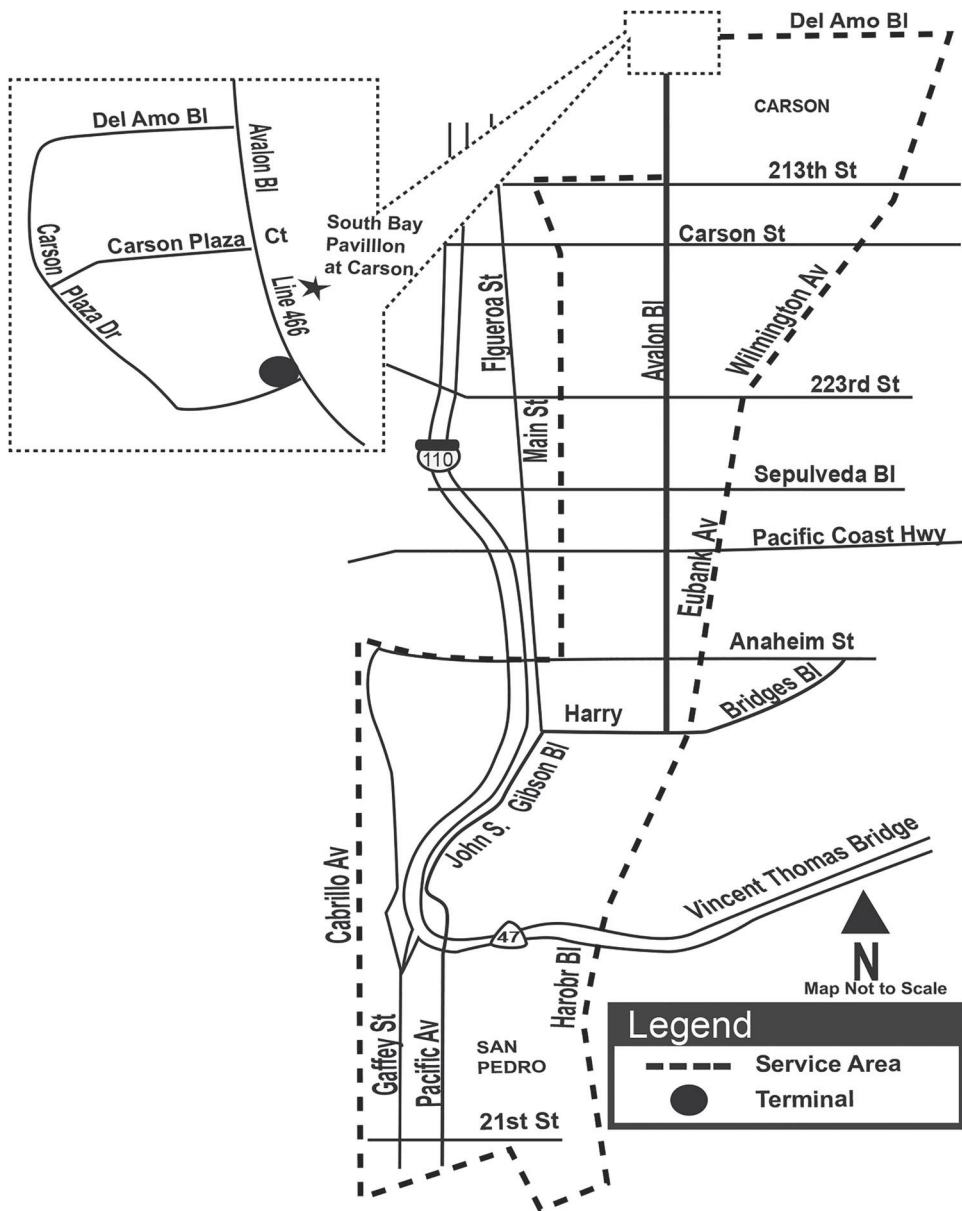 Del Amo Bl
CARSON
Del Amo Bl
Avalon Bl
213th St
South Bay
Pavilllon
at Carson
Carson Plaza Ct
Carson St
Carson
Plaza Dr
Line 466
FIgueroa St
Avalon Bl
Wilmington Av
223rd St
Main St
110
Sepulveda Bl
Pacific Coast Hwy
Eubank Av
Anaheim St
Harry Bridges Bl
John S. Gibson Bl
Cabrillo Av
Vincent Thomas Bridge
47
Harobr Bl
N
Map Not to Scale
Gaffey St
Pacific Av
SAN
PEDRO
21st St
Legend
Service Area
Terminal